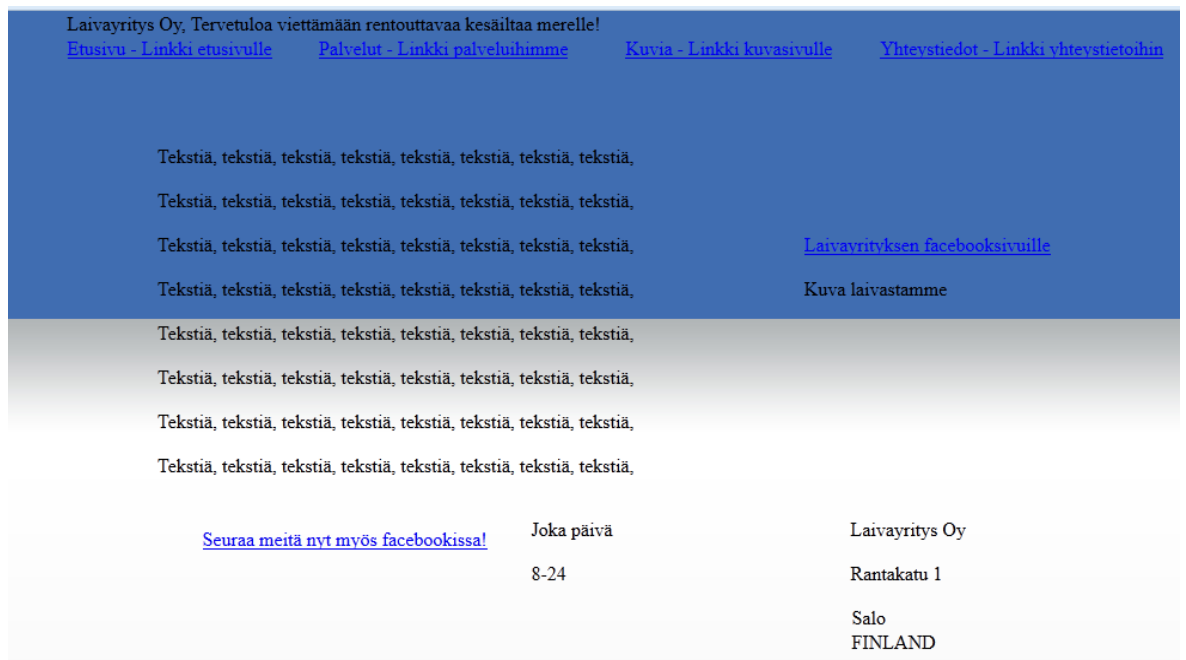 Laivayritys Oy, Tervetuloa viettämään rentouttavaa kesäiltaa merelle!
Etusivu - Linkki etusivulle Palvelut - Linkki palveluihimme Kuvia - Linkki kuvasivulle Yhteystiedot - Linkki yhteystietoihin
Tekstiä, tekstiä, tekstiä, tekstiä, tekstiä, tekstiä, tekstiä, tekstiä,
Tekstiä, tekstiä, tekstiä, tekstiä, tekstiä, tekstiä, tekstiä, tekstiä,
Tekstiä, tekstiä, tekstiä, tekstiä, tekstiä, tekstiä, tekstiä, tekstiä,
Tekstiä, tekstiä, tekstiä, tekstiä, tekstiä, tekstiä, tekstiä, tekstiä,
Tekstiä, tekstiä, tekstiä, tekstiä, tekstiä, tekstiä, tekstiä, tekstiä,
Tekstiä, tekstiä, tekstiä, tekstiä, tekstiä, tekstiä, tekstiä, tekstiä,
Tekstiä, tekstiä, tekstiä, tekstiä, tekstiä, tekstiä, tekstiä, tekstiä,
Tekstiä, tekstiä, tekstiä, tekstiä, tekstiä, tekstiä, tekstiä, tekstiä,
Laivayrityksen facebooksivuille
Kuva laivastamme
Seuraa meitä nyt myös facebookissa!
Joka päivä
8-24
Laivayritys Oy
Rantakatu 1
Salo
FINLAND